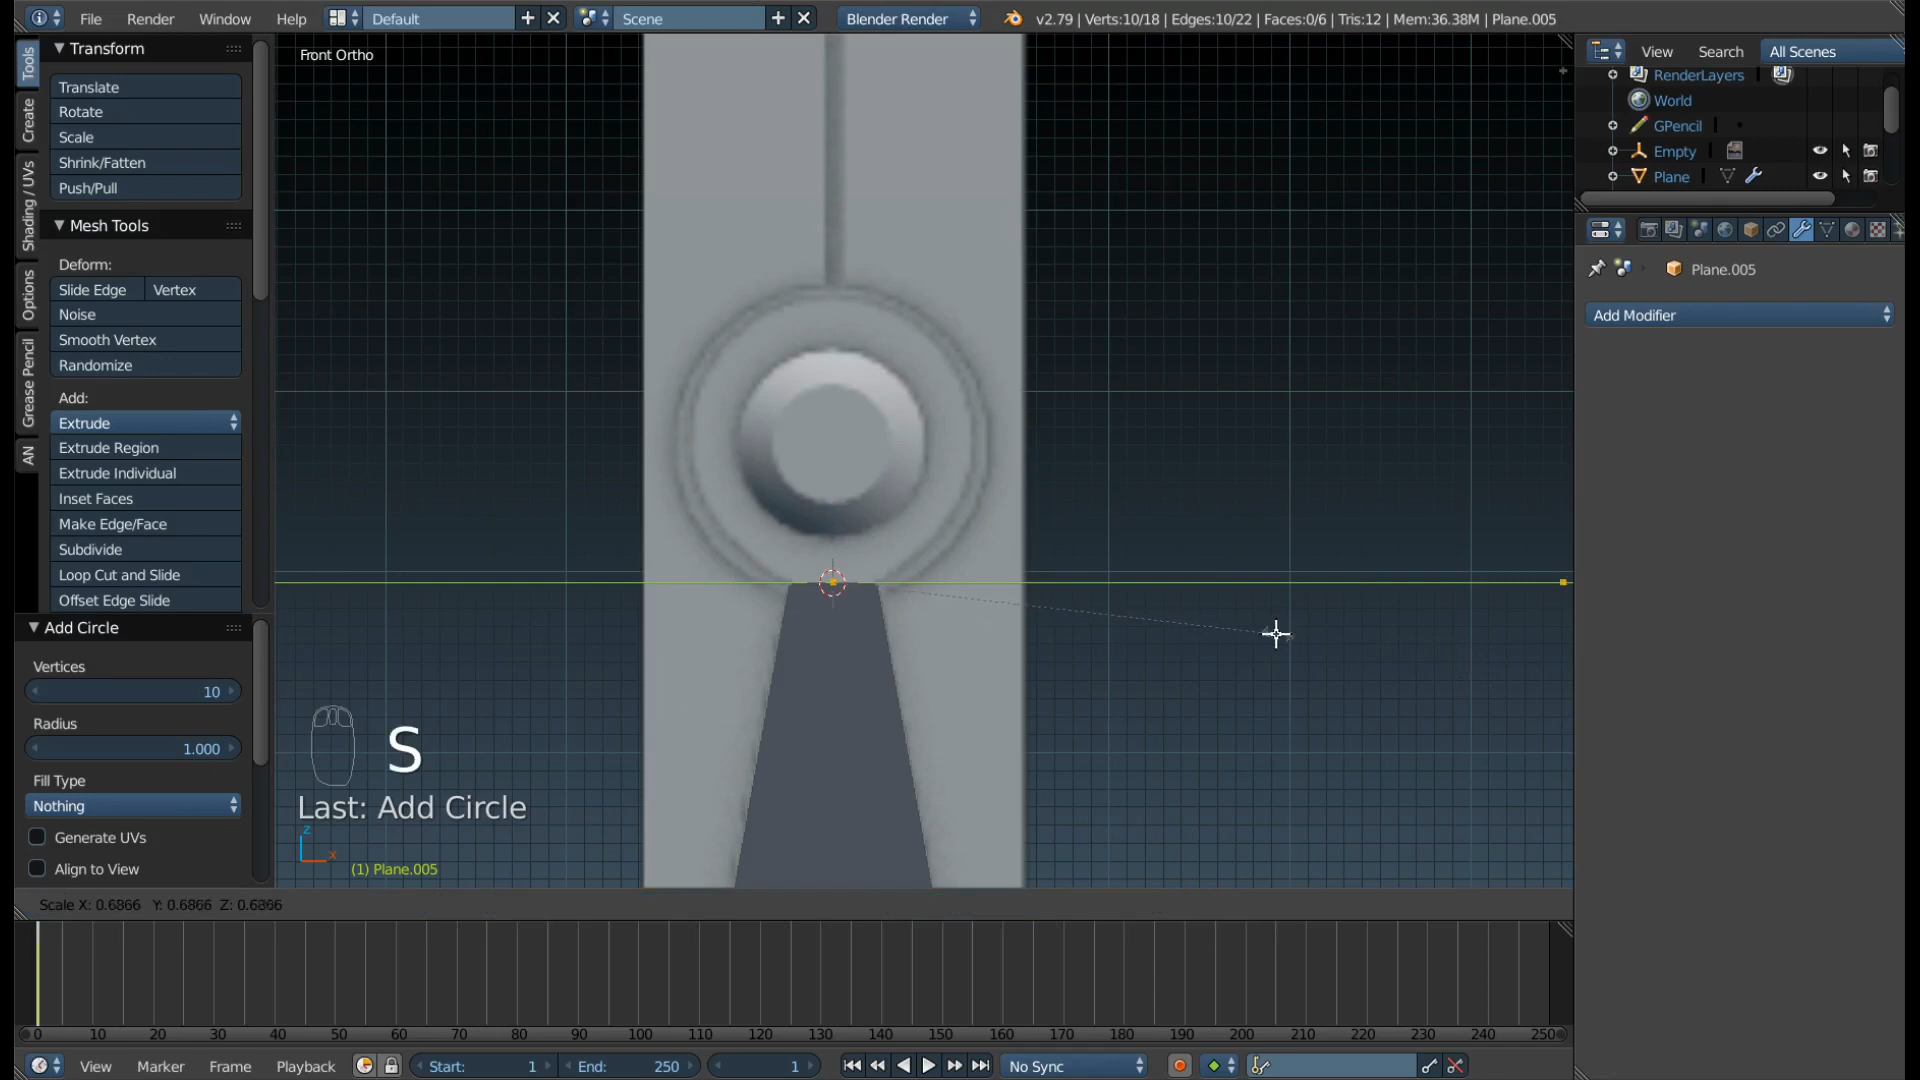 File Render Window Help Default Scene Blender Render v2.79 | Verts:10/18 | Edges:10/22 | Faces:0/6 | Tris:12 | Mem:36.38M | Plane.005
Tools
Create
Shading / UVs
Options
Grease Pencil
AN
Transform
Translate
Rotate
Scale
Shrink/Fatten
Push/Pull
Mesh Tools
Deform:
Slide Edge Vertex
Noise
Smooth Vertex
Randomize
Add:
Extrude
Extrude Region
Extrude Individual
Inset Faces
Make Edge/Face
Subdivide
Loop Cut and Slide
Offset Edge Slide
Add Circle
Vertices
10
Radius
1.000
Fill Type
Nothing
Generate UVs
Align to View
Front Ortho
S
Last: Add Circle
z
x
(1) Plane.005
View Search All Scenes
RenderLayers
World
GPencil
Empty
Plane
Plane.005
Add Modifier
Scale X: 0.6866 Y: 0.6866 Z: 0.6866
0 10 20 30 40 50 60 70 80 90 100 110 120 130 140 150 160 170 180 190 200 210 220 230 240 250
View Marker Frame Playback Start: 1 End: 250 1 No Sync